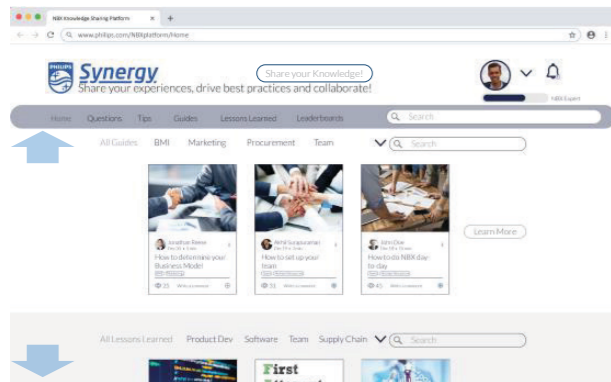 NBX Knowledge Sharing Platform
www.philips.com/NBXplatform/Home
PHILIPS
Synergy
Share your experiences, drive best practices and collaborate!
Share your Knowledge!
NBX Expert
Home Questions Tips Guides Lessons Learned Leaderboards Search
All Guides BMI Marketing Procurement Team Search
Jonathan Reese
How to determine your
Business Model
35 Write a comment
How to set up your
team
51 Write a comment
John Doe
How to do NBX day
to day
45 Write a comment
Learn More
All Lessons Learned Product Dev Software Team Supply Chain Search
First